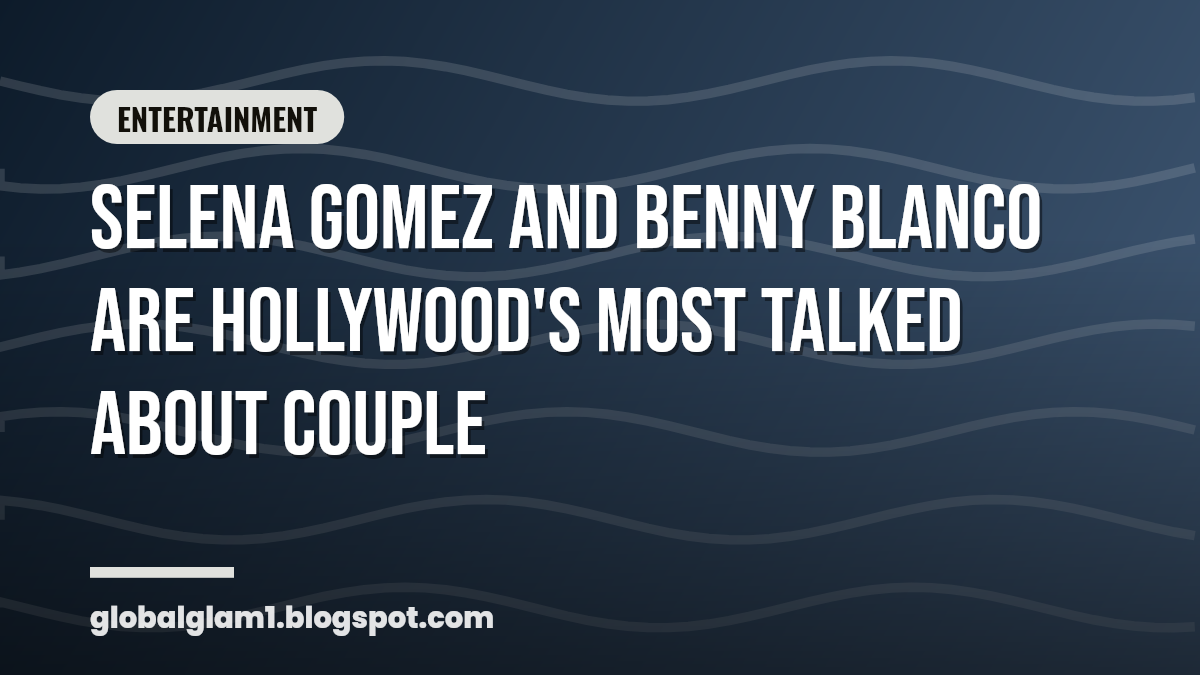 ENTERTAINMENT
SELENA GOMEZ AND BENNY BLANCO
ARE HOLLYWOOD'S MOST TALKED
ABOUT COUPLE
globalglam1.blogspot.com